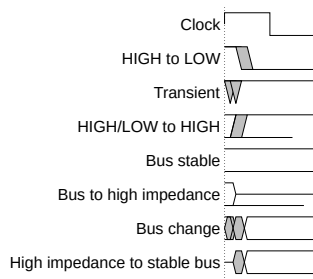 Clock
HIGH to LOW
Transient
HIGH/LOW to HIGH
Bus stable
Bus to high impedance
Bus change
High impedance to stable bus